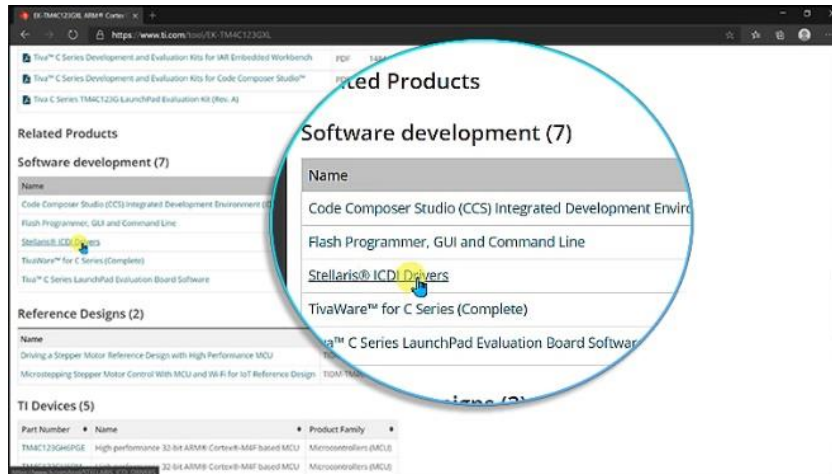 EK-TM4C123GXL ARM® Cortex
https://www.ti.com/tool/EK-TM4C123GXL
Tiva™ C Series Development and Evaluation Kits for IAR Embedded Workbench PDF 1484
Tiva™ C Series Development and Evaluation Kits for Code Composer Studio™
Tiva C Series TM4C123G LaunchPad Evaluation Kit (Rev. A)
Related Products
Software development (7)
Name
Code Composer Studio (CCS) Integrated Development Environment
Flash Programmer, GUI and Command Line
Stellaris® ICDI Drivers
TivaWare™ for C Series (Complete)
Tiva™ C Series LaunchPad Evaluation Board Software
Reference Designs (2)
Name
Driving a Stepper Motor Reference Design with High Performance MCU
Microstepping Stepper Motor Control With MCU and Wi-Fi for IoT Reference Design
TI Devices (5)
Part Number Name Product Family
TM4C123GH6PGE High performance 32-bit ARM® Cortex®-M4F based MCU Microcontrollers (MCU)
High performance 32-bit ARM® Cortex®-M4F based MCU Microcontrollers (MCU)
ted Products
Software development (7)
Name
Code Composer Studio (CCS) Integrated Development Enviro
Flash Programmer, GUI and Command Line
Stellaris® ICDI Drivers
TivaWare™ for C Series (Complete)
va™ C Series LaunchPad Evaluation Board Softwar